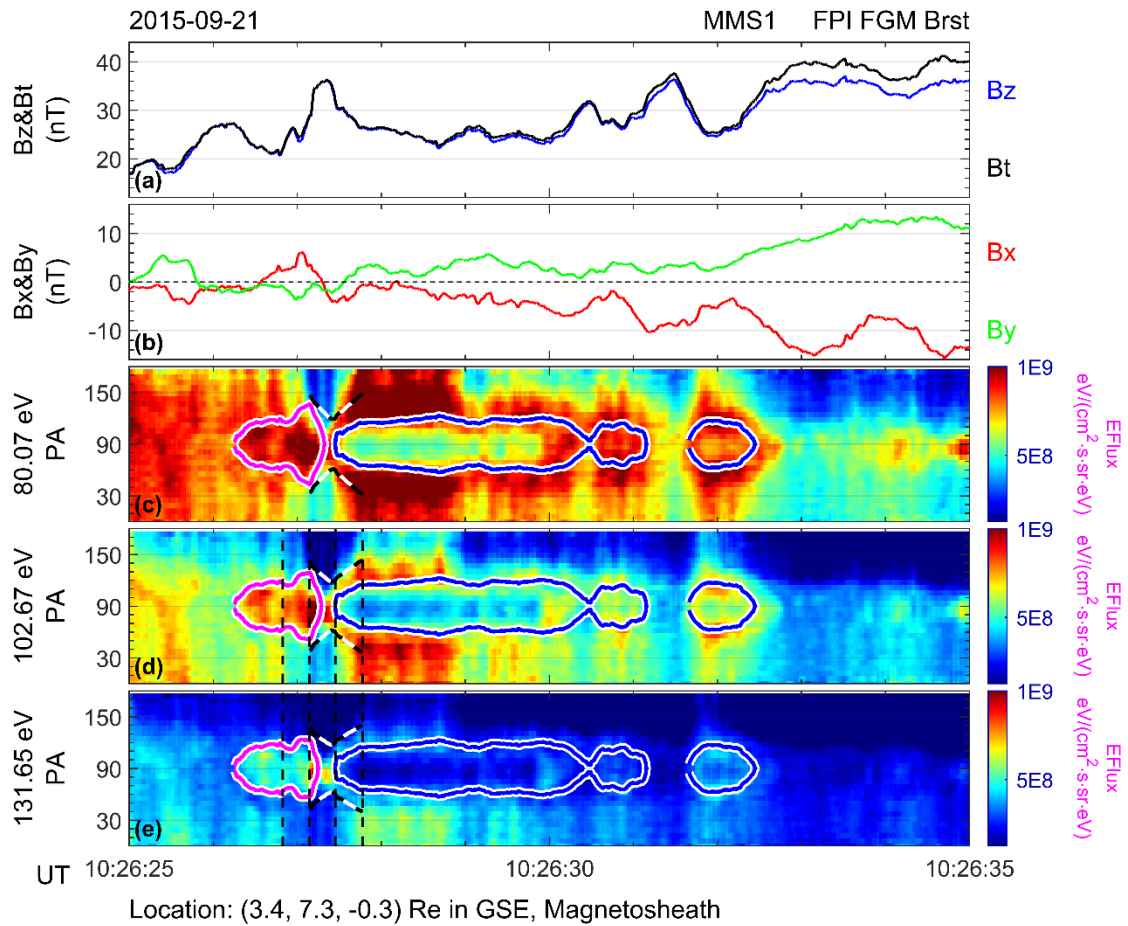 2015-09-21 MMS1 FPI FGM Brst
Bz&Bt
(nT)
40
30
20
(a)
Bz
Bt
Bx&By
(nT)
10
0
-10
(b)
Bx
By
80.07 eV
PA
150
90
30
(c)
1E9
5E8
eV/(cm²·s·sr·eV)
EFlux
102.67 eV
PA
150
90
30
(d)
1E9
5E8
eV/(cm²·s·sr·eV)
EFlux
131.65 eV
PA
150
90
30
(e)
1E9
5E8
eV/(cm²·s·sr·eV)
EFlux
UT 10:26:25 10:26:30 10:26:35
Location: (3.4, 7.3, -0.3) Re in GSE, Magnetosheath